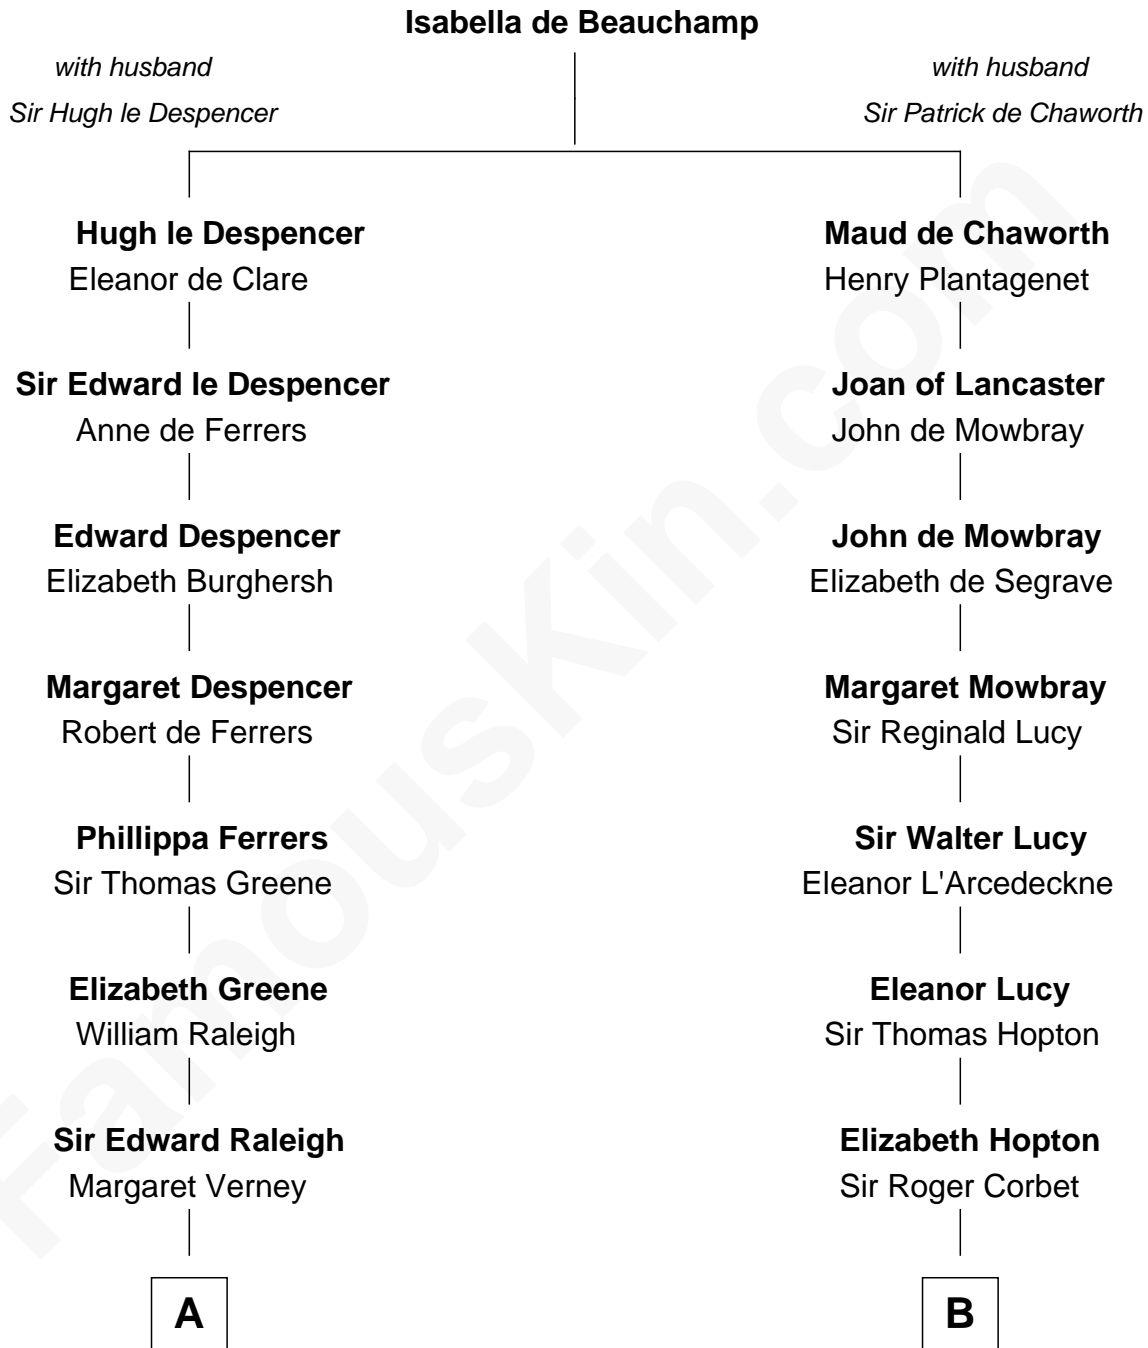 Isabella de Beauchamp
with husband
Sir Hugh le Despencer
with husband
Sir Patrick de Chaworth
Hugh le Despencer
Eleanor de Clare
Maud de Chaworth
Henry Plantagenet
Sir Edward le Despencer
Anne de Ferrers
Joan of Lancaster
John de Mowbray
Edward Despencer
Elizabeth Burghersh
John de Mowbray
Elizabeth de Segrave
Margaret Despencer
Robert de Ferrers
Margaret Mowbray
Sir Reginald Lucy
Phillippa Ferrers
Sir Thomas Greene
Sir Walter Lucy
Eleanor L'Arcedeckne
Elizabeth Greene
William Raleigh
Eleanor Lucy
Sir Thomas Hopton
Sir Edward Raleigh
Margaret Verney
Elizabeth Hopton
Sir Roger Corbet
A
B
FamousKin.com